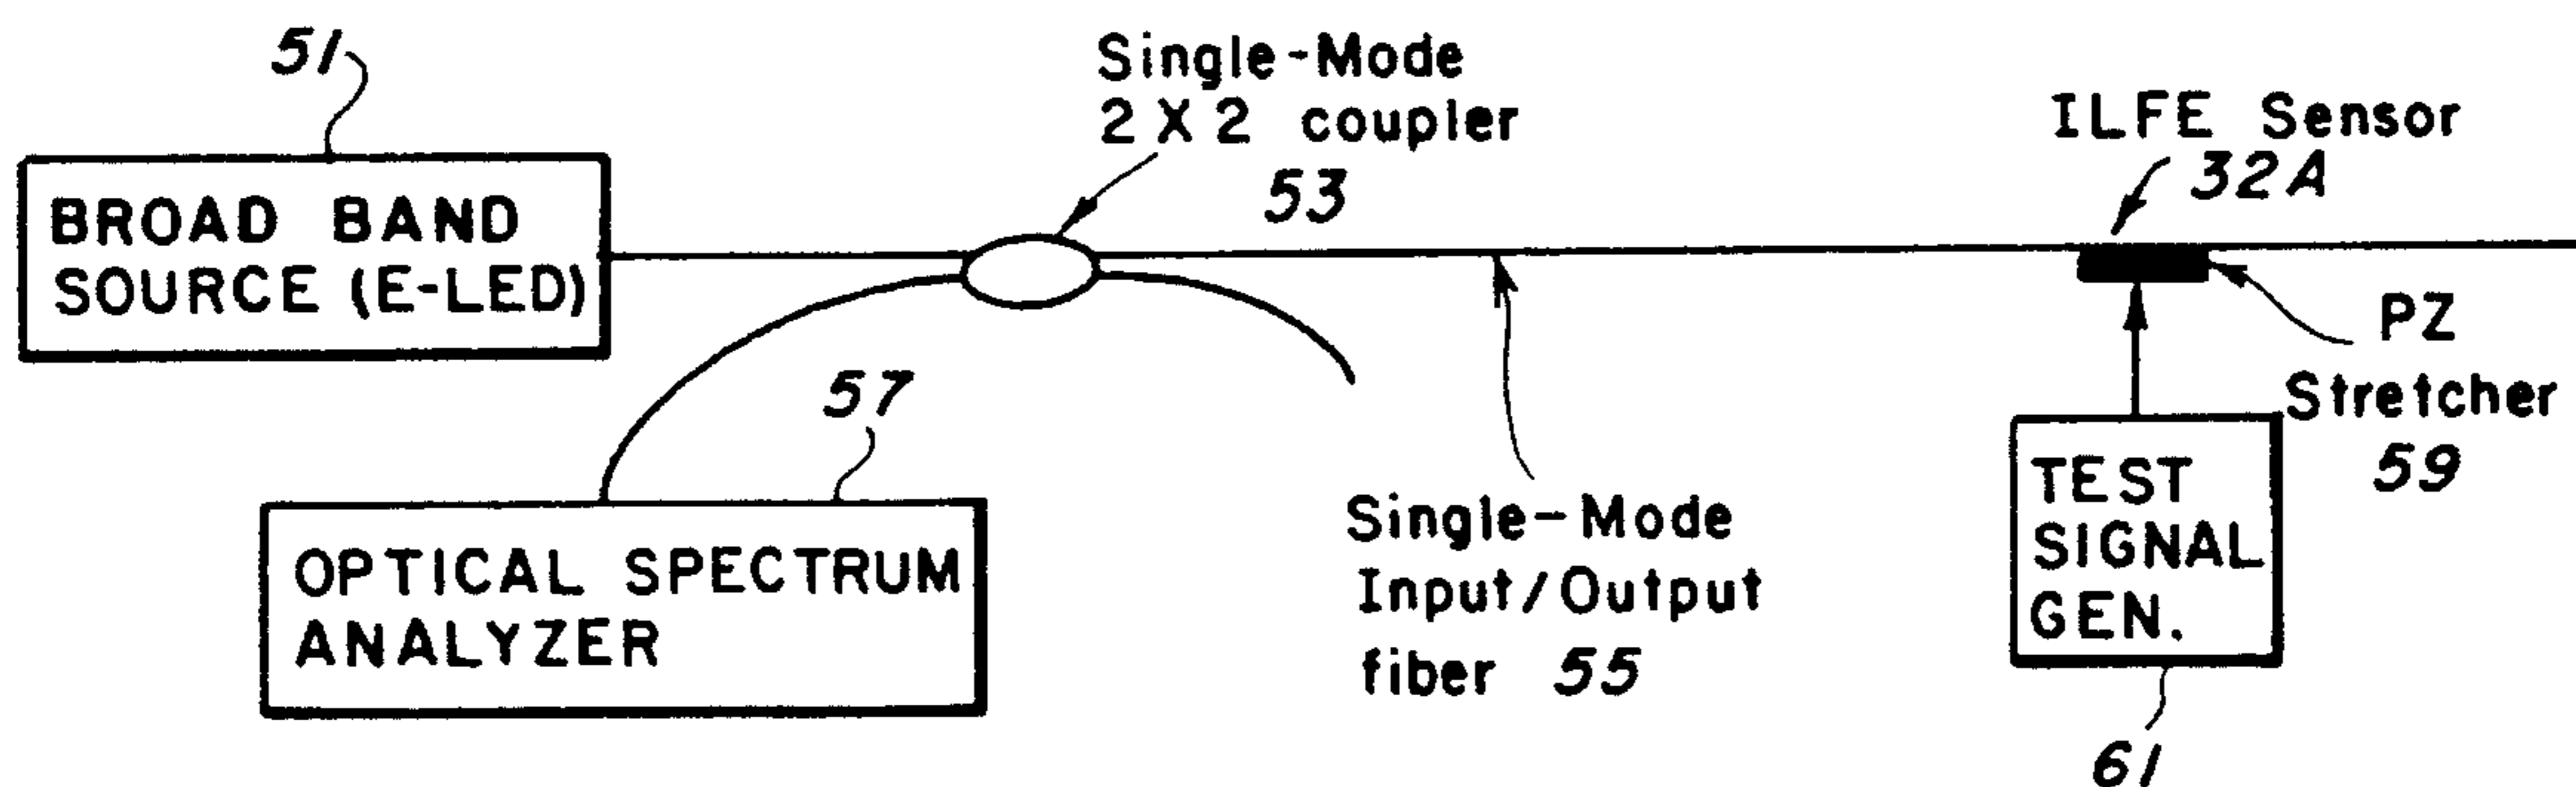 51
BROAD BAND
SOURCE (E-LED)
Single-Mode
2 X 2 coupler
53
ILFE Sensor
32A
PZ
Stretcher
59
57
OPTICAL SPECTRUM
ANALYZER
Single-Mode
Input/Output
fiber 55
TEST
SIGNAL
GEN.
61